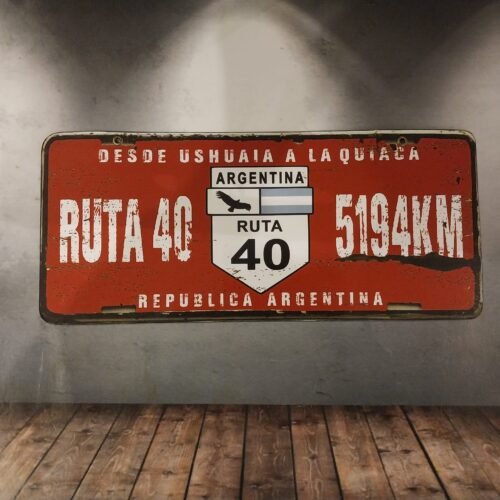 DESDE USHUAIA A LA QUIACA
ARGENTINA
RUTA 40
RUTA
40
5194KM
REPUBLICA ARGENTINA